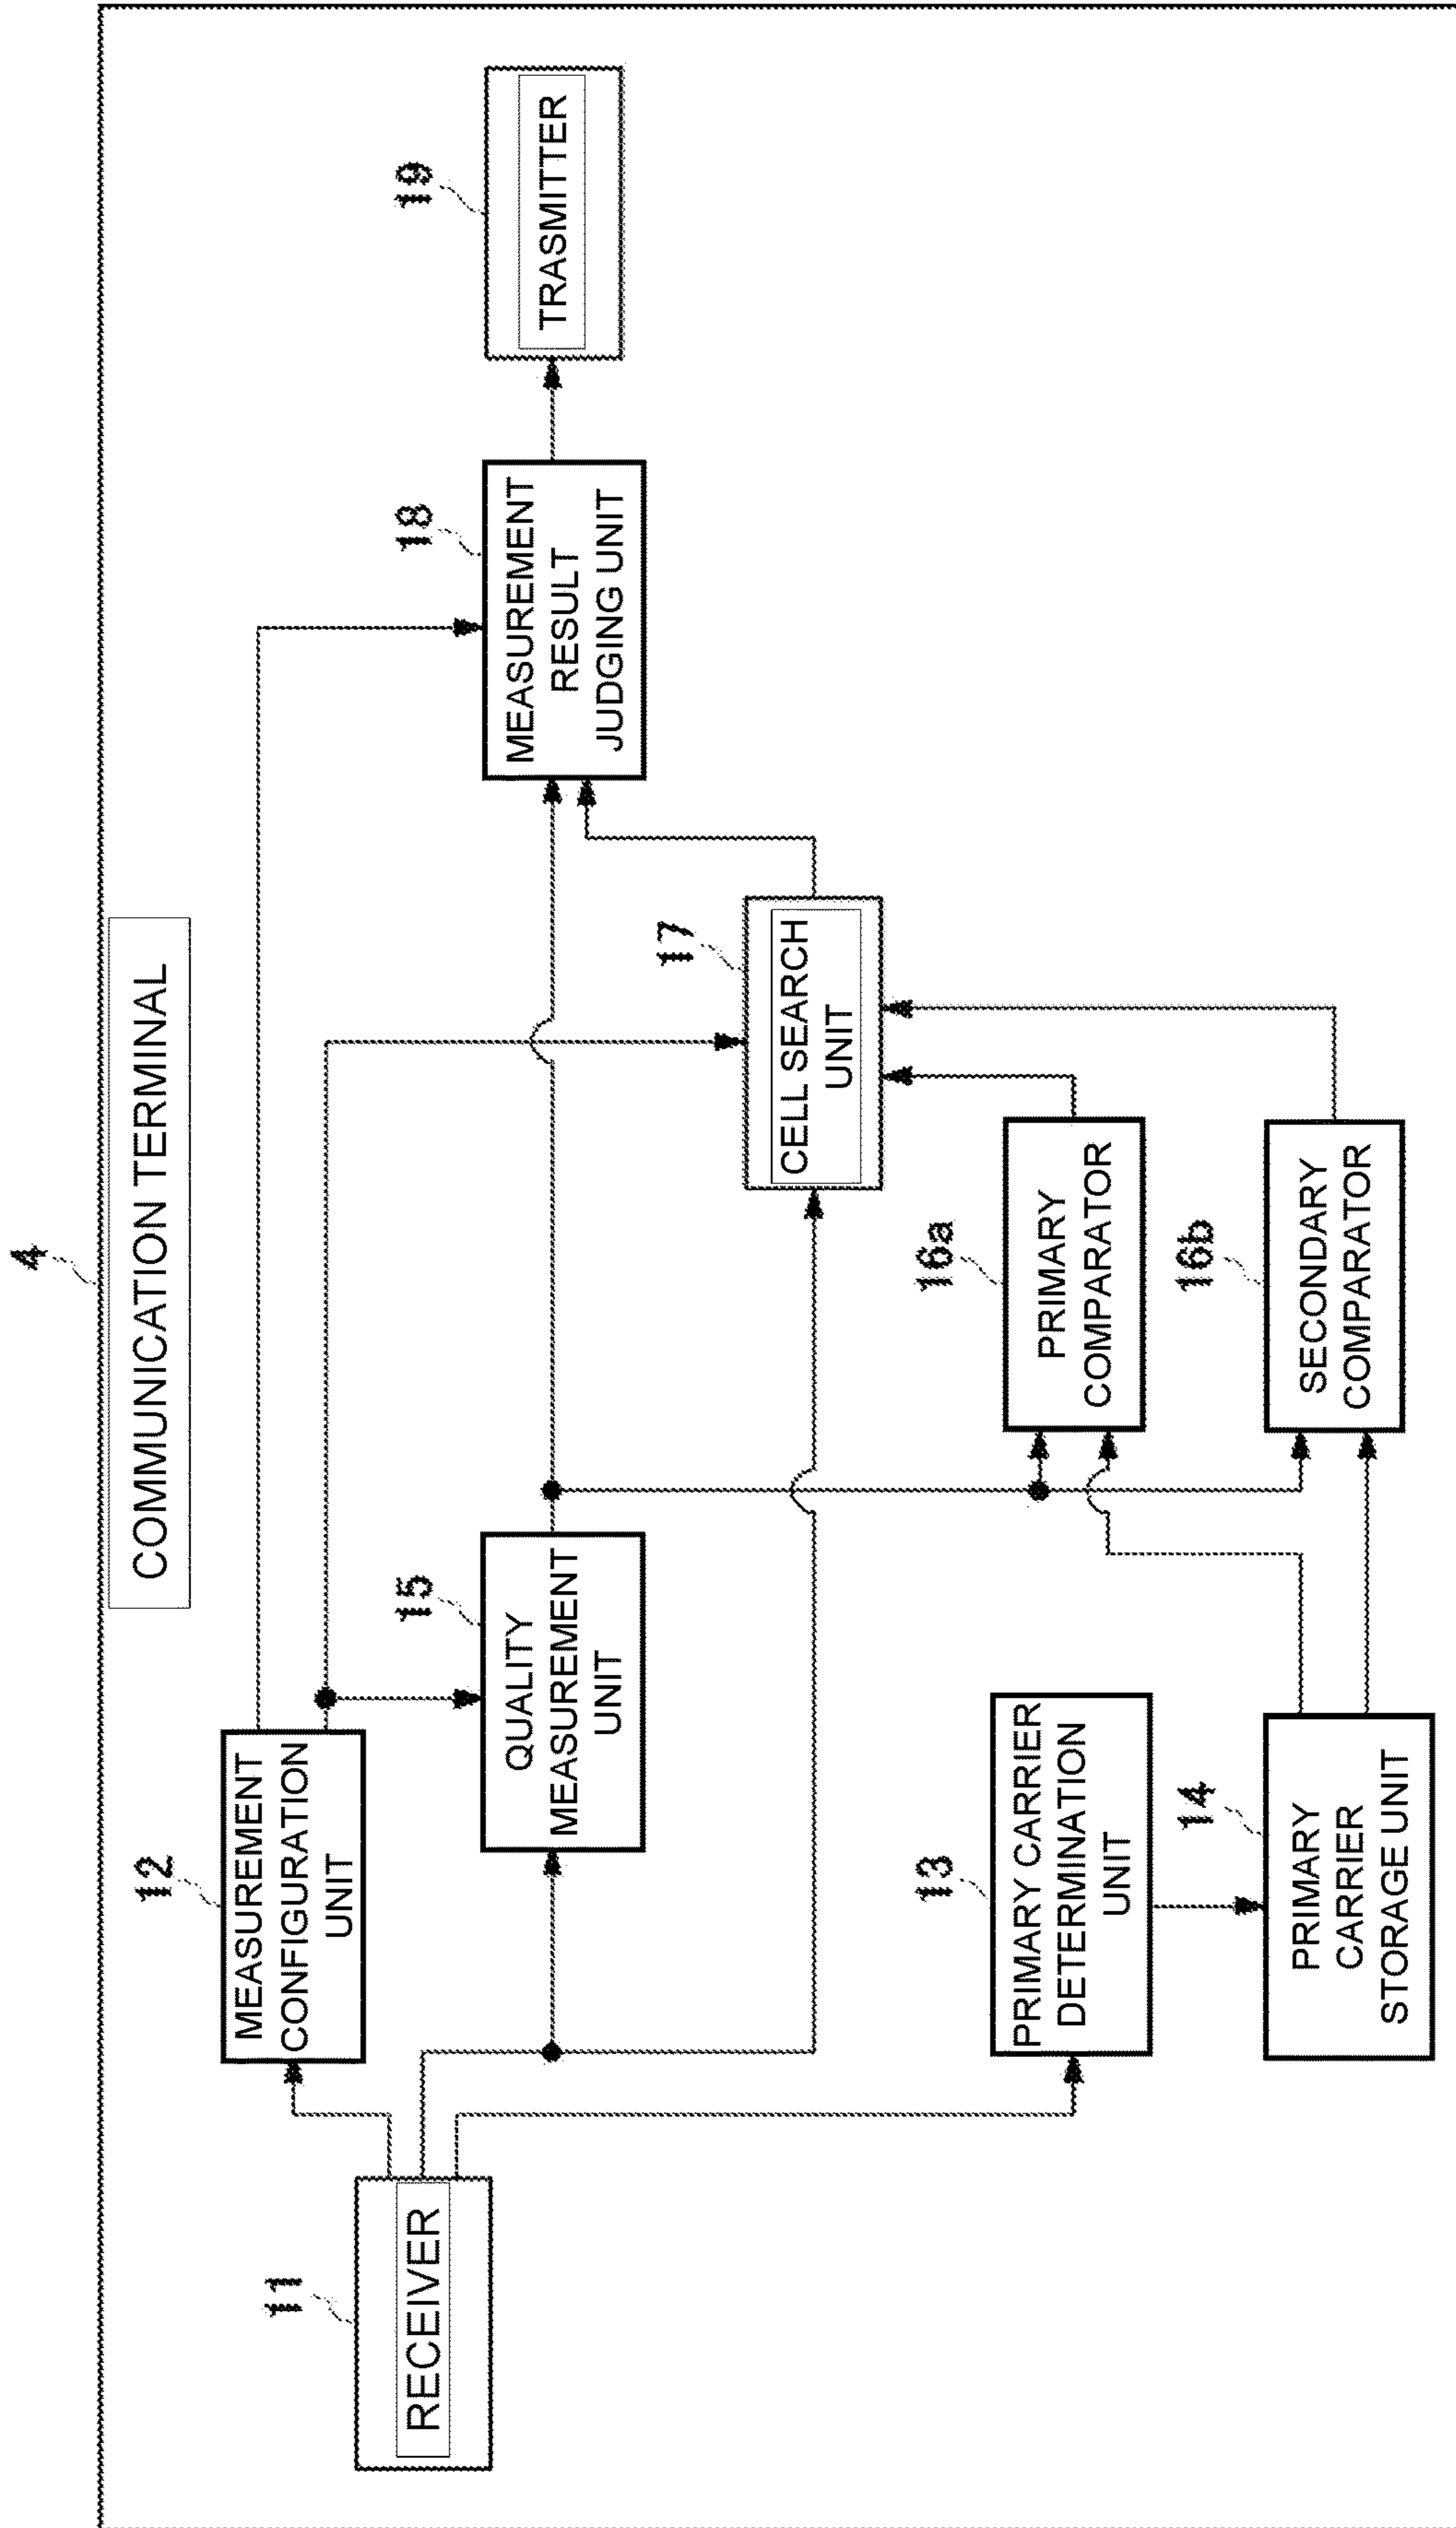 4
COMMUNICATION TERMINAL
11
RECEIVER
12
MEASUREMENT
CONFIGURATION
UNIT
15
QUALITY
MEASUREMENT
UNIT
13
PRIMARY CARRIER
DETERMINATION
UNIT
14
PRIMARY
CARRIER
STORAGE UNIT
16a
PRIMARY
COMPARATOR
16b
SECONDARY
COMPARATOR
17
CELL SEARCH
UNIT
18
MEASUREMENT
RESULT
JUDGING UNIT
19
TRASMITTER